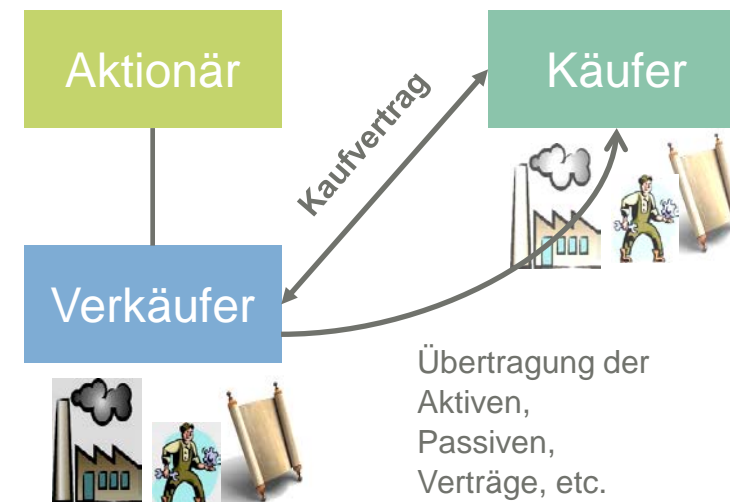 Aktionär
Käufer
Kaufvertrag
Verkäufer
Übertragung der
Aktiven,
Passiven,
Verträge, etc.